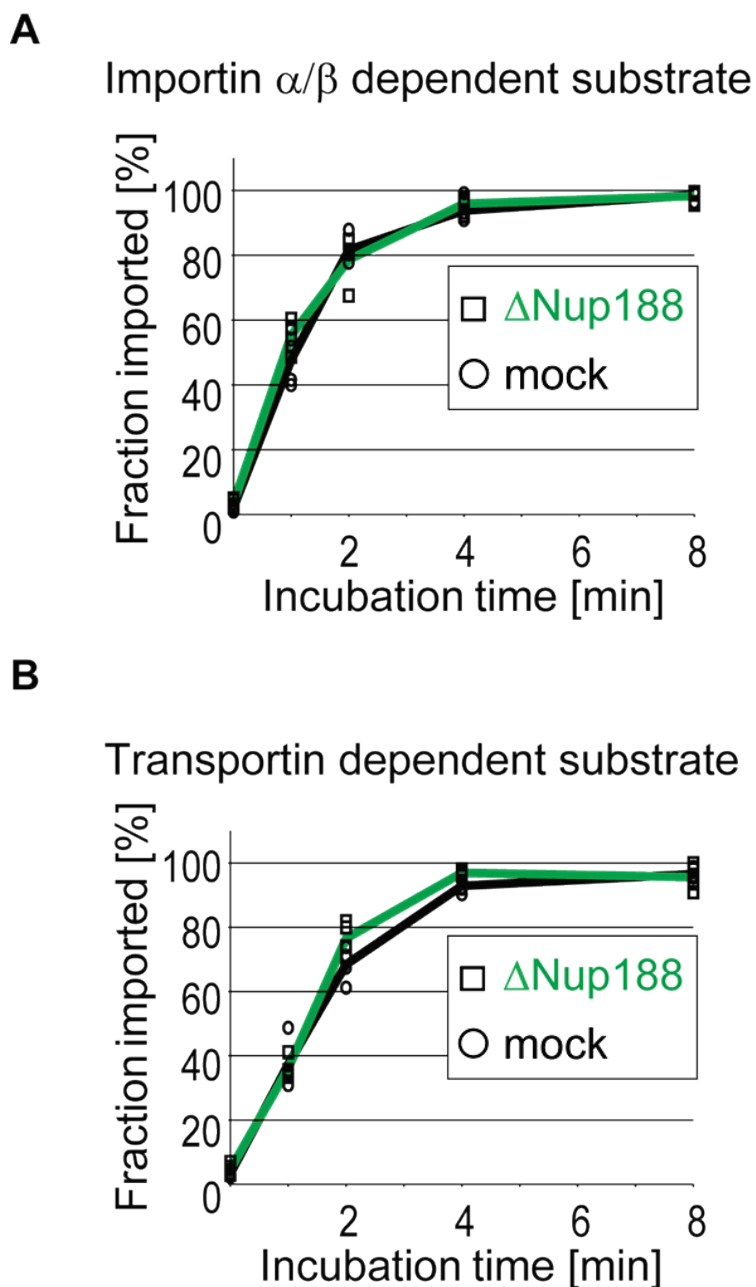 A
Importin α/β dependent substrate
Fraction imported [%]
100
80
60
40
20
0
ΔNup188
mock
2 4 6 8
Incubation time [min]
B
Transportin dependent substrate
Fraction imported [%]
100
80
60
40
20
0
ΔNup188
mock
2 4 6 8
Incubation time [min]